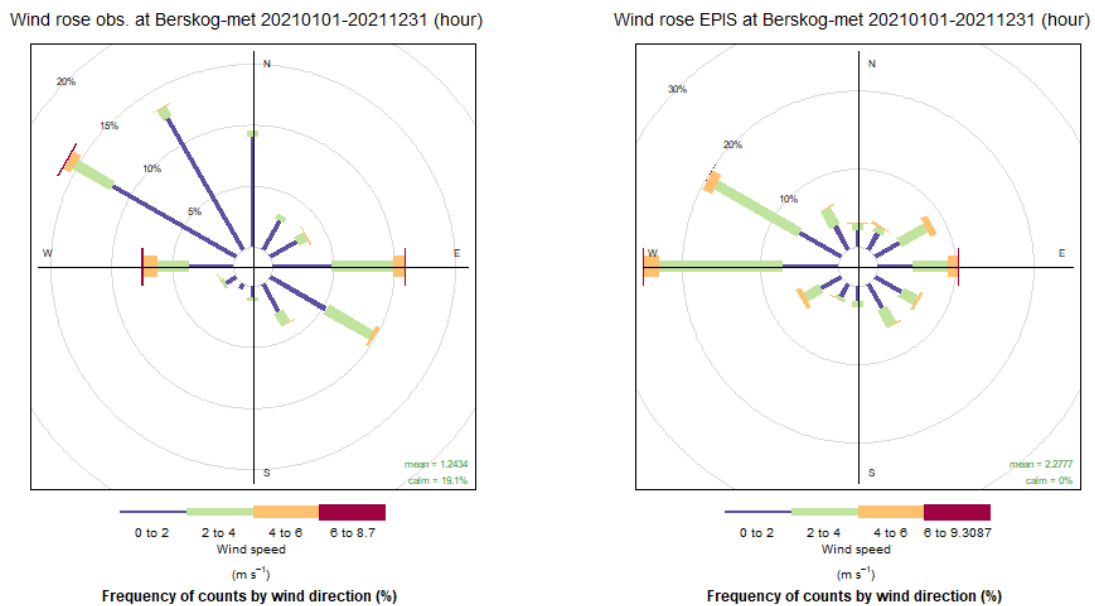 Wind rose obs. at Berskog-met 20210101-20211231 (hour)
20%
15%
10%
5%
N
W
E
S
mean = 1.2434
calm = 19.1%
0 to 2
2 to 4
4 to 6
6 to 8.7
Wind speed
(m s⁻¹)
Frequency of counts by wind direction (%)
Wind rose EPIS at Berskog-met 20210101-20211231 (hour)
30%
20%
10%
N
W
E
S
mean = 2.2777
calm = 0%
0 to 2
2 to 4
4 to 6
6 to 9.3087
Wind speed
(m s⁻¹)
Frequency of counts by wind direction (%)